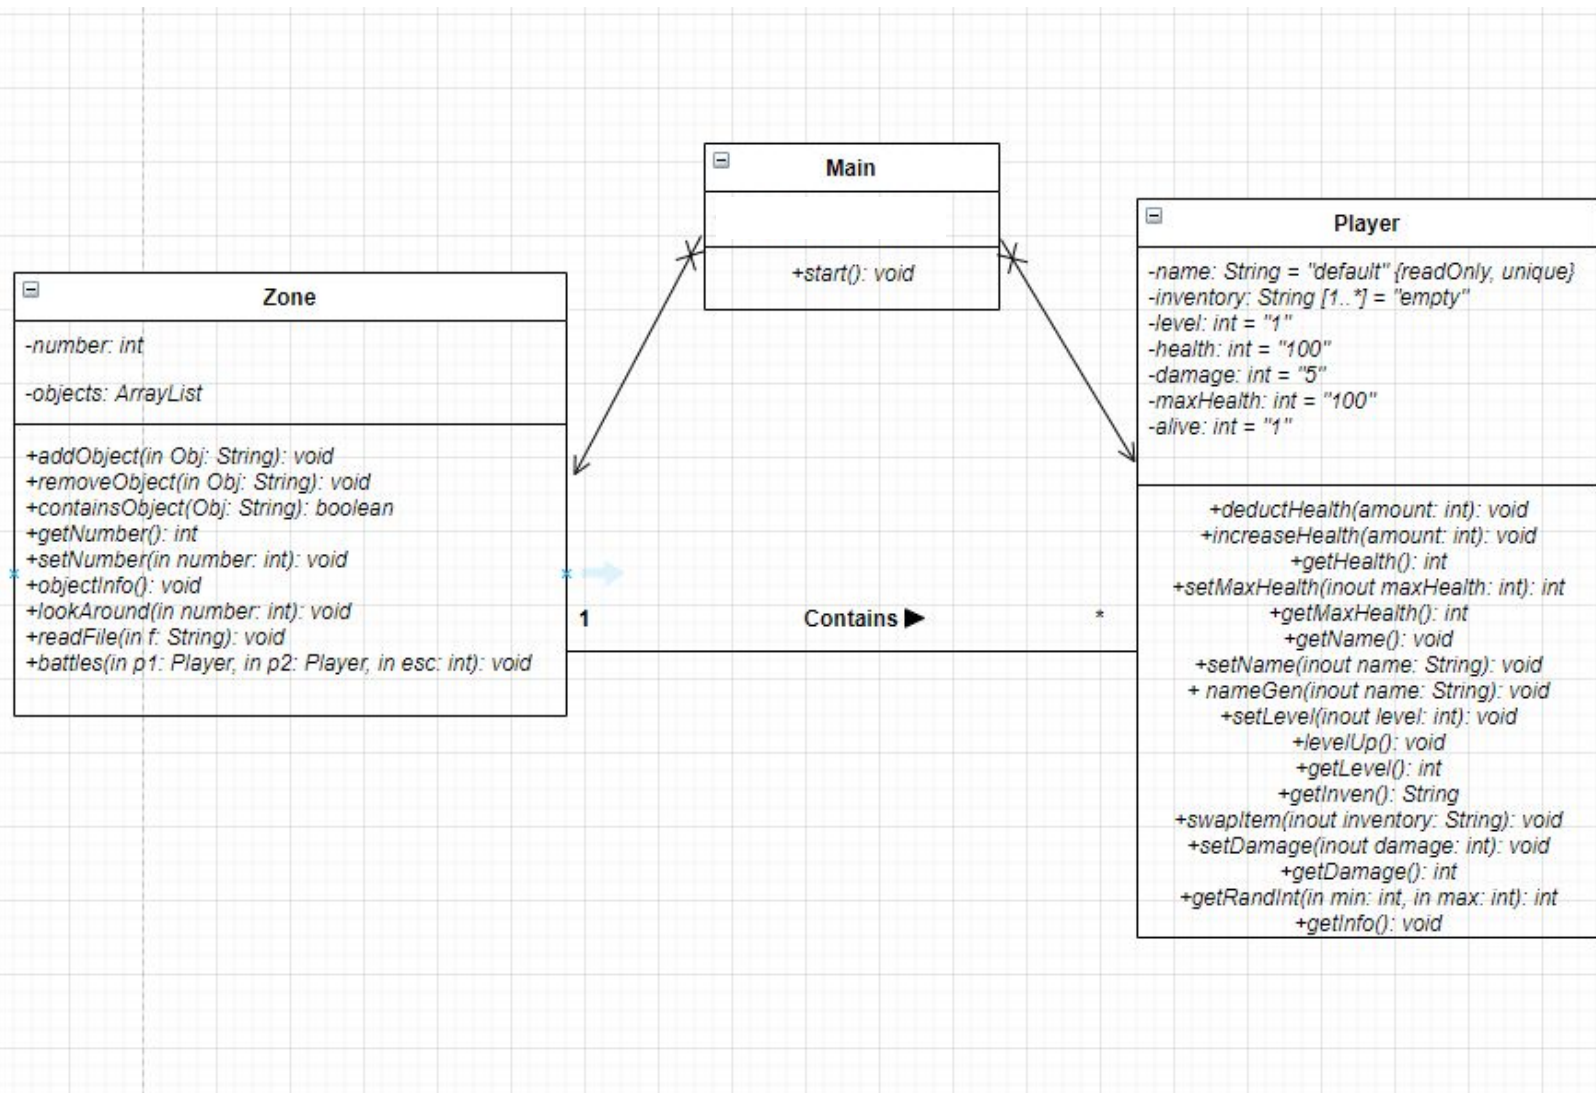 Main
+start(): void
Zone
-number: int
-objects: ArrayList
+addObject(in Obj: String): void
+removeObject(in Obj: String): void
+containsObject(Obj: String): boolean
+getNumber(): int
+setNumber(in number: int): void
+objectInfo(): void
+lookAround(in number: int): void
+readFile(in f: String): void
+battles(in p1: Player, in p2: Player, in esc: int): void
1
Contains ▶
*
Player
-name: String = "default" {readOnly, unique}
-inventory: String [1..*] = "empty"
-level: int = "1"
-health: int = "100"
-damage: int = "5"
-maxHealth: int = "100"
-alive: int = "1"
+deductHealth(amount: int): void
+increaseHealth(amount: int): void
+getHealth(): int
+setMaxHealth(inout maxHealth: int): int
+getMaxHealth(): int
+getName(): void
+setName(inout name: String): void
+ nameGen(inout name: String): void
+setLevel(inout level: int): void
+levelUp(): void
+getLevel(): int
+getInven(): String
+swapItem(inout inventory: String): void
+setDamage(inout damage: int): void
+getDamage(): int
+getRandInt(in min: int, in max: int): int
+getInfo(): void